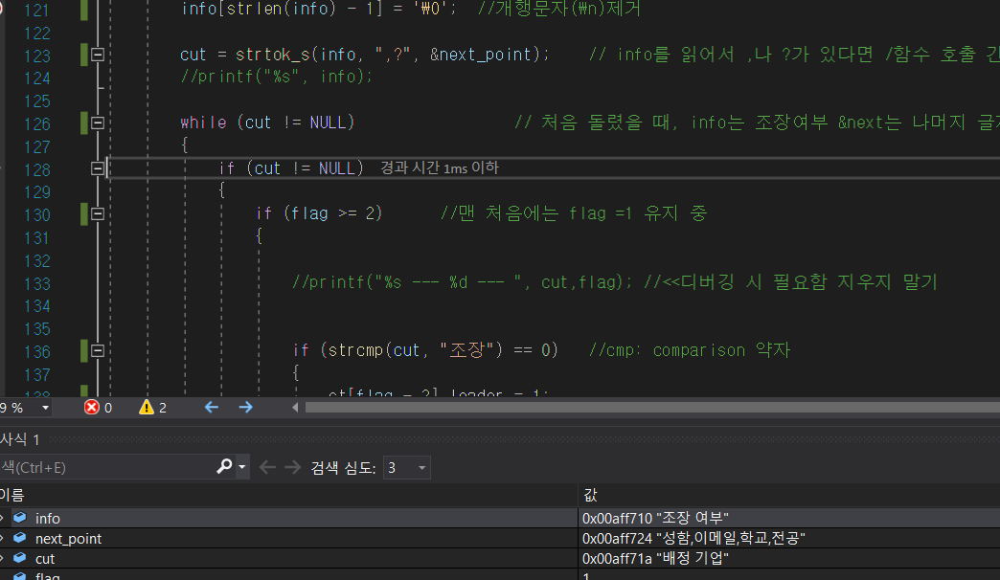 121 info[strlen(info) - 1] = '₩0'; //개행문자(₩n)제거
122
123 cut = strtok_s(info, ",?", &next_point); // info를 읽어서 ,나 ?가 있다면 /함수 호출 간
124 //printf("%s", info);
125
126 while (cut != NULL) // 처음 돌렸을 때, info는 조장여부 &next는 나머지 글
127 {
128 if (cut != NULL) 경과 시간 1ms 이하
129 {
130 if (flag >= 2) //맨 처음에는 flag =1 유지 중
131 {
132
133 //printf("%s --- %d --- ", cut,flag); //<<디버깅 시 필요함 지우지 말기
134
135
136 if (strcmp(cut, "조장") == 0) //cmp: comparison 약자
137 {
138 st[flag - 2].leader = 1;
9 % 0 2
사식 1
색(Ctrl+E) 검색 심도: 3
이름 값
info 0x00aff710 "조장 여부"
next_point 0x00aff724 "성함,이메일,학교,전공"
cut 0x00aff71a "배정 기업"
flag 1